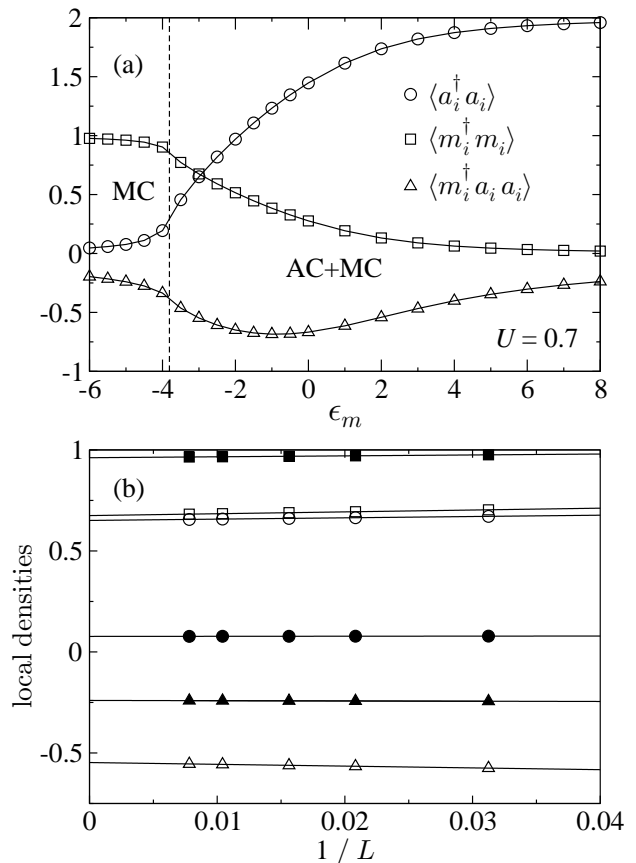 2
(a)
1.5
⟨a_i^† a_i⟩
⟨m_i^† m_i⟩
1
⟨m_i^† a_i a_i⟩
0.5
MC
0
AC+MC
-0.5
U = 0.7
-1
-6 -4 -2 0 2 4 6 8
ϵ_m
1
(b)
0.5
local densities
0
-0.5
0 0.01 0.02 0.03 0.04
1 / L